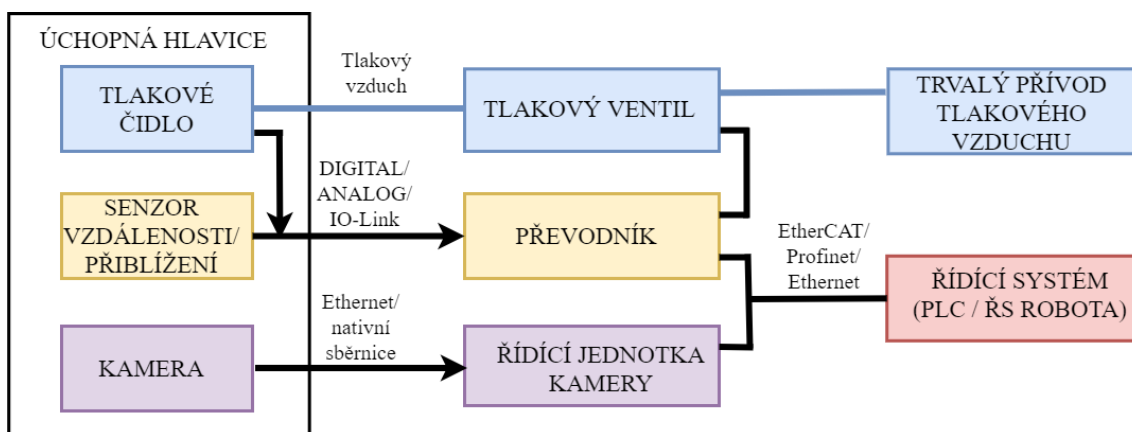 ÚCHOPNÁ HLAVICE
TLAKOVÉ
ČIDLO
Tlakový
vzduch
TLAKOVÝ VENTIL
TRVALÝ PŘÍVOD
TLAKOVÉHO
VZDUCHU
SENZOR
VZDÁLENOSTI/
PŘIBLÍŽENÍ
DIGITAL/
ANALOG/
IO-Link
PŘEVODNÍK
EtherCAT/
Profinet/
Ethernet
ŘÍDÍCÍ SYSTÉM
(PLC / ŘS ROBOTA)
KAMERA
Ethernet/
nativní
sběrnice
ŘÍDÍCÍ JEDNOTKA
KAMERY